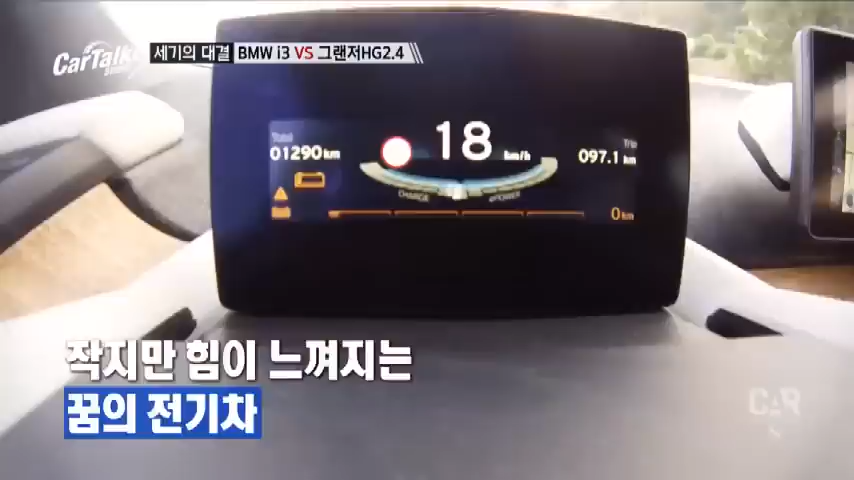 CarTalk
세기의 대결 BMW i3 VS 그랜저HG2.4
Total
01290 km
18 km/h
Trip
097.1 km
CHARGE
ePOWER
0 km
작지만 힘이 느껴지는
꿈의 전기차
CAR